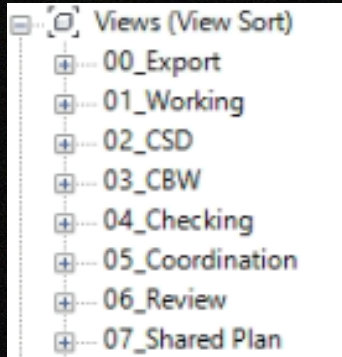 Views (View Sort)
00_Export
01_Working
02_CSD
03_CBW
04_Checking
05_Coordination
06_Review
07_Shared Plan